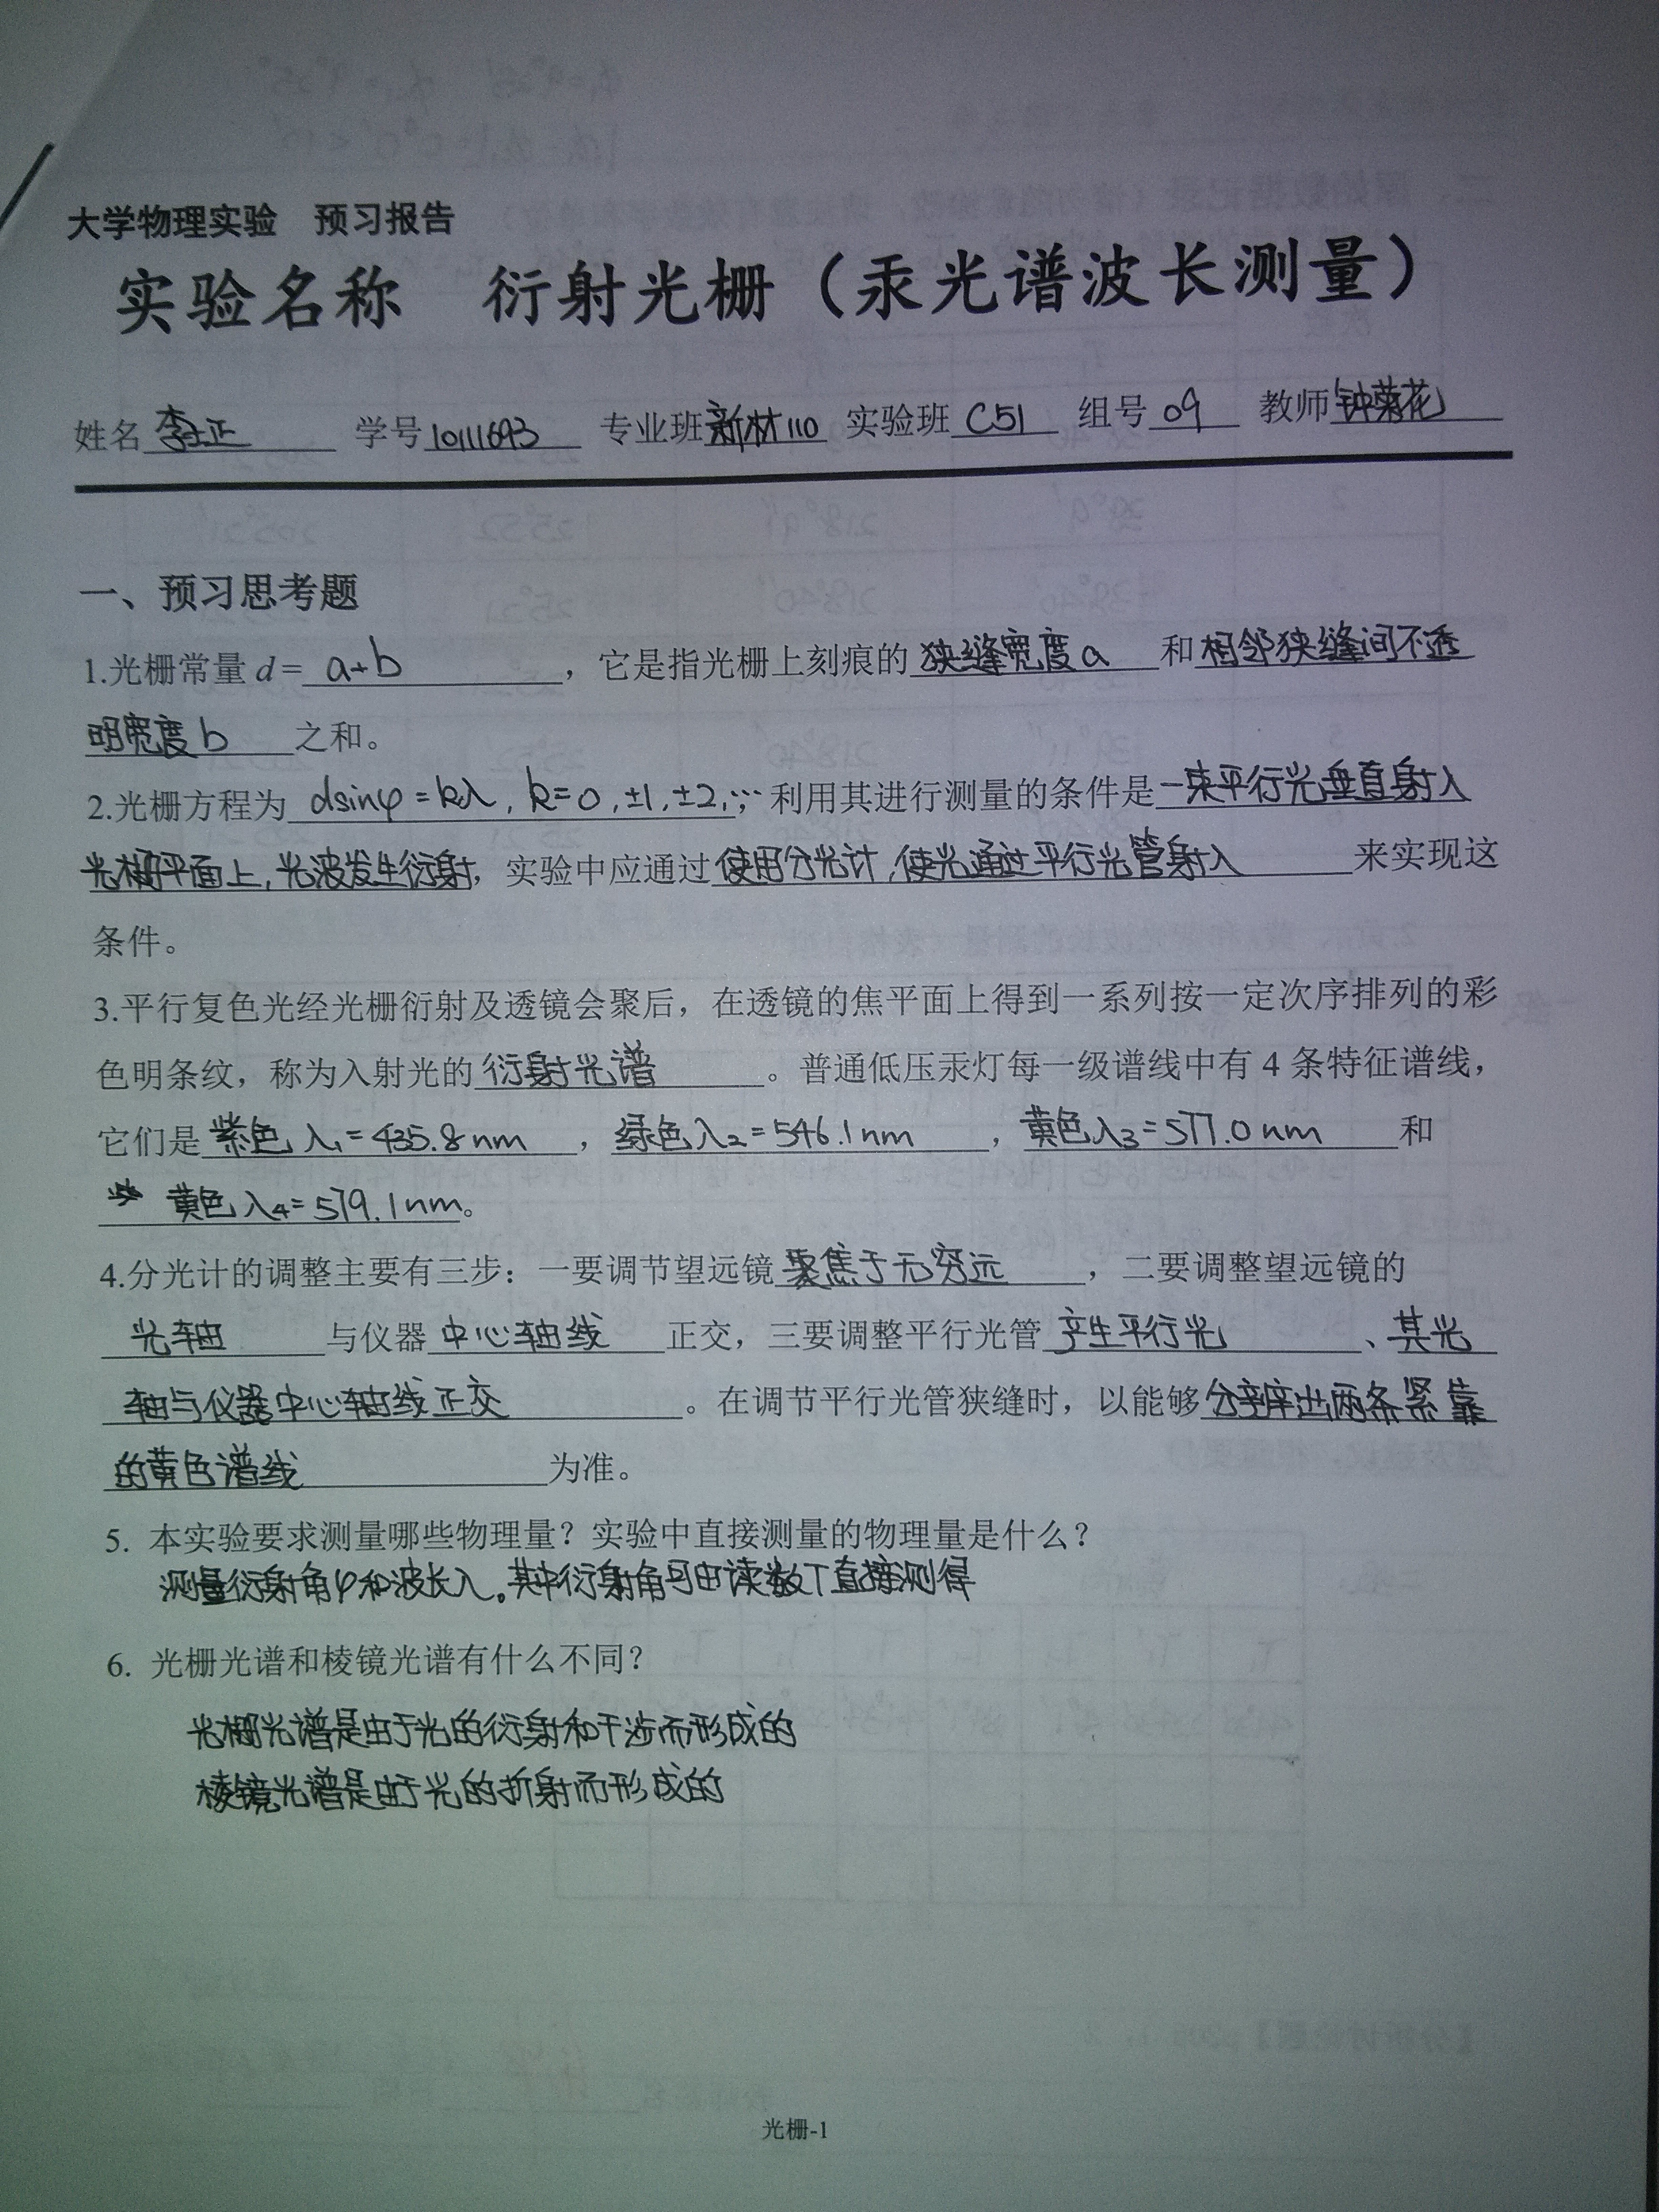 大学物理实验 预习报告
实验名称 衍射光栅（汞光谱波长测量）
姓名 李正 学号 10111693 专业班 新材110 实验班 C51 组号 09 教师 钟菊花
一、预习思考题
1.光栅常量 d = a+b ，它是指光栅上刻痕的 狭缝宽度a 和 相邻狭缝间不透
明宽度b 之和。
2.光栅方程为 dsinφ=kλ, k=0,±1,±2,… 利用其进行测量的条件是 一束平行光垂直射入
光栅平面上,光波发生衍射，实验中应通过 使用分光计,使光通过平行光管射入 来实现这
条件。
3.平行复色光经光栅衍射及透镜会聚后，在透镜的焦平面上得到一系列按一定次序排列的彩
色明条纹，称为入射光的 衍射光谱 。普通低压汞灯每一级谱线中有 4 条特征谱线，
它们是 紫色 λ₁=435.8nm ，绿色λ₂=546.1nm ，黄色λ₃=577.0nm 和
黄色λ₄=579.1nm。
4.分光计的调整主要有三步：一要调节望远镜 聚焦于无穷远 ，二要调整望远镜的
光轴 与仪器 中心轴线 正交，三要调整平行光管 产生平行光 、其光
轴与仪器中心轴线正交 。在调节平行光管狭缝时，以能够 分辨出两条紧靠
的黄色谱线 为准。
5. 本实验要求测量哪些物理量？实验中直接测量的物理量是什么？
测量衍射角φ和波长λ。其中衍射角可由读数T直接测得
6. 光栅光谱和棱镜光谱有什么不同？
光栅光谱是由于光的衍射和干涉而形成的
棱镜光谱是由于光的折射而形成的
光栅-1